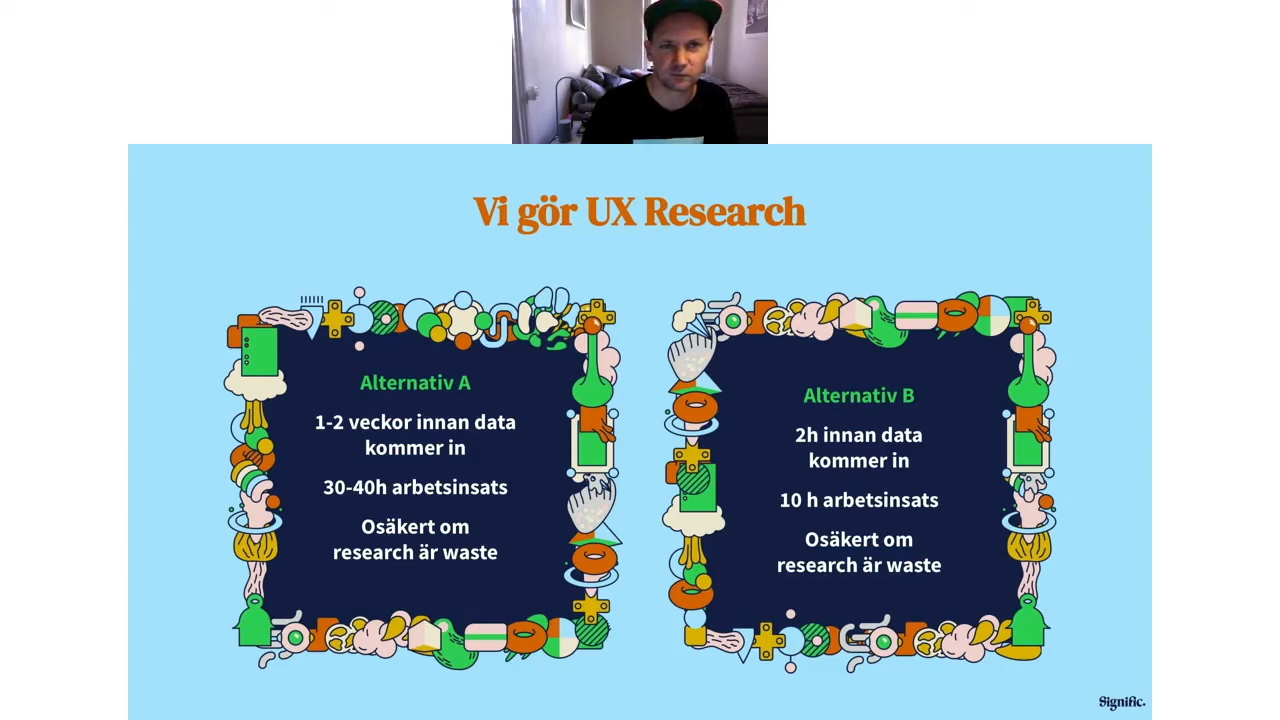 Vi gör UX Research
Alternativ A
1-2 veckor innan data
kommer in
30-40h arbetsinsats
Osäkert om
research är waste
Alternativ B
2h innan data
kommer in
10 h arbetsinsats
Osäkert om
research är waste
Signific.